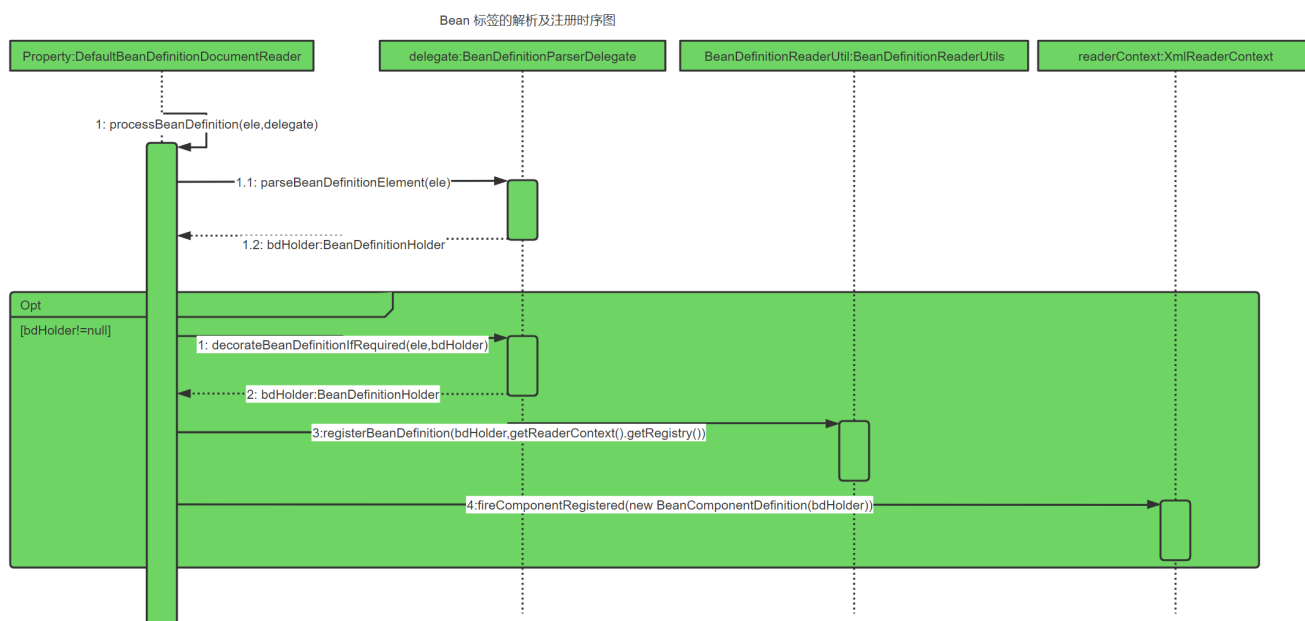 Bean 标签的解析及注册时序图
Property:DefaultBeanDefinitionDocumentReader
delegate:BeanDefinitionParserDelegate
BeanDefinitionReaderUtil:BeanDefinitionReaderUtils
readerContext:XmlReaderContext
1: processBeanDefinition(ele,delegate)
1.1: parseBeanDefinitionElement(ele)
1.2: bdHolder:BeanDefinitionHolder
Opt
[bdHolder!=null]
1: decorateBeanDefinitionIfRequired(ele,bdHolder)
2: bdHolder:BeanDefinitionHolder
3:registerBeanDefinition(bdHolder,getReaderContext().getRegistry())
4:fireComponentRegistered(new BeanComponentDefinition(bdHolder))